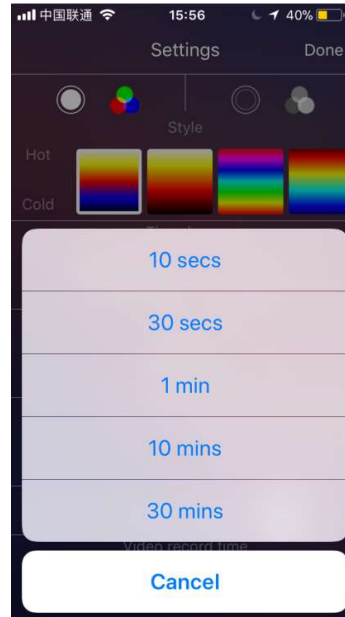 中国联通 15:56 40%
Settings Done
Style
Hot
Cold
10 secs
30 secs
1 min
10 mins
30 mins
Video record time
Cancel